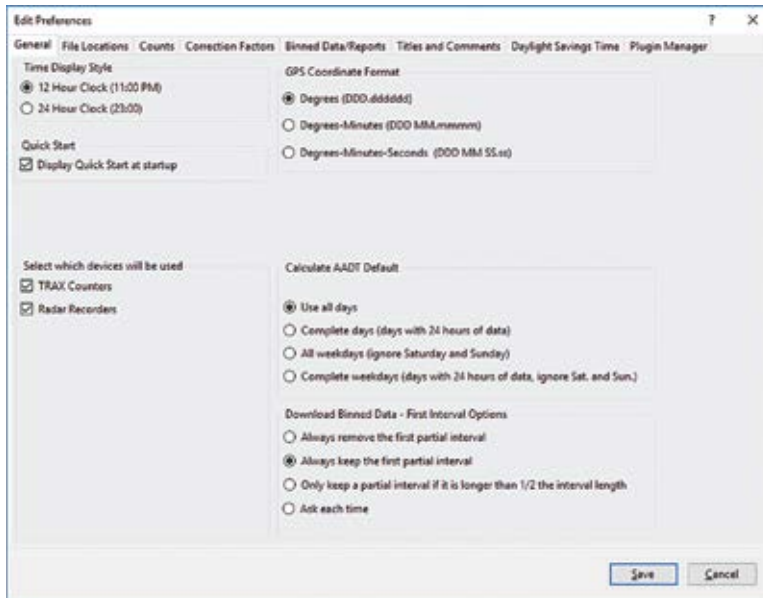 Edit Preferences ? X
General File Locations Counts Correction Factors Binned Data/Reports Titles and Comments Daylight Savings Time Plugin Manager
Time Display Style
12 Hour Clock (11:00 PM)
24 Hour Clock (23:00)
Quick Start
Display Quick Start at startup
GPS Coordinate Format
Degrees (DDD.dddddd)
Degrees-Minutes (DDD MM.mmmm)
Degrees-Minutes-Seconds (DDD MM SS.ss)
Select which devices will be used
TRAX Counters
Radar Recorders
Calculate AADT Default
Use all days
Complete days (days with 24 hours of data)
All weekdays (ignore Saturday and Sunday)
Complete weekdays (days with 24 hours of data, ignore Sat. and Sun.)
Download Binned Data - First Interval Options
Always remove the first partial interval
Always keep the first partial interval
Only keep a partial interval if it is longer than 1/2 the interval length
Ask each time
Save Cancel